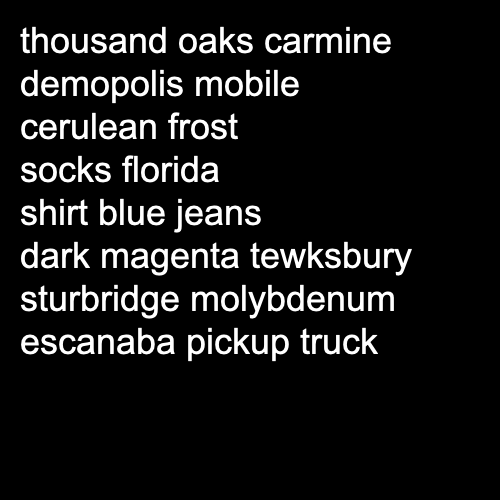 thousand oaks carmine
demopolis mobile
cerulean frost
socks florida
shirt blue jeans
dark magenta tewksbury
sturbridge molybdenum
escanaba pickup truck